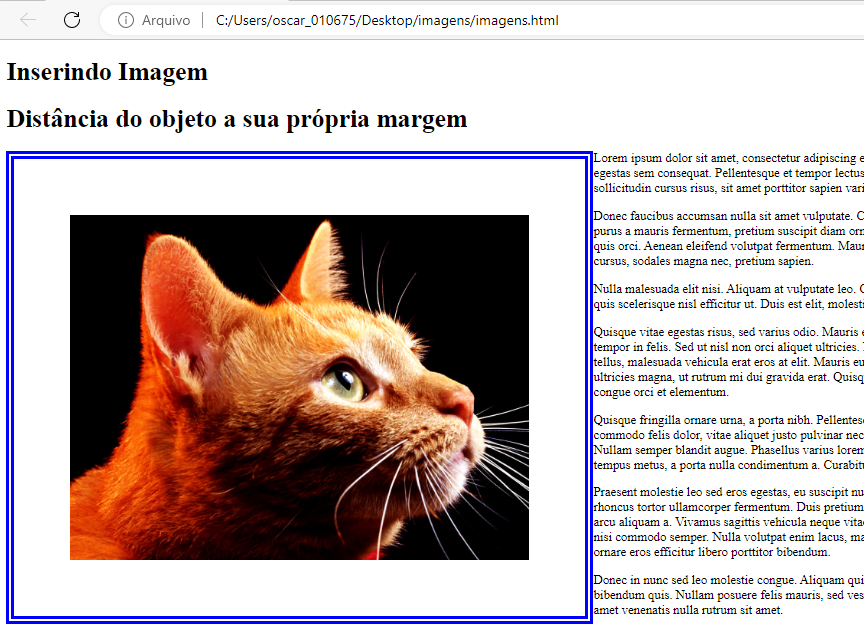 Arquivo | C:/Users/oscar_010675/Desktop/imagens/imagens.html
Inserindo Imagem
Distância do objeto a sua própria margem
Lorem ipsum dolor sit amet, consectetur adipiscing e
egestas sem consequat. Pellentesque et tempor lectus
sollicitudin cursus risus, sit amet porttitor sapien vari
Donec faucibus accumsan nulla sit amet vulputate. C
purus a mauris fermentum, pretium suscipit diam orn
quis orci. Aenean eleifend volutpat fermentum. Maur
cursus, sodales magna nec, pretium sapien.
Nulla malesuada elit nisi. Aliquam at vulputate leo. C
quis scelerisque nisl efficitur ut. Duis est elit, molesti
Quisque vitae egestas risus, sed varius odio. Mauris e
tempor in felis. Sed ut nisl non orci aliquet ultricies.
tellus, malesuada vehicula erat eros at elit. Mauris eu
ultricies magna, ut rutrum mi dui gravida erat. Quisq
congue orci et elementum.
Quisque fringilla ornare urna, a porta nibh. Pellentes
commodo felis dolor, vitae aliquet justo pulvinar nec
Nullam semper blandit augue. Phasellus varius lorem
tempus metus, a porta nulla condimentum a. Curabitu
Praesent molestie leo sed eros egestas, eu suscipit nu
rhoncus tortor ullamcorper fermentum. Duis pretium
arcu aliquam a. Vivamus sagittis vehicula neque vita
nisi commodo semper. Nulla volutpat enim lacus, ma
ornare eros efficitur libero porttitor bibendum.
Donec in nunc sed leo molestie congue. Aliquam qui
bibendum quis. Nullam posuere felis mauris, sed ves
amet venenatis nulla rutrum sit amet.